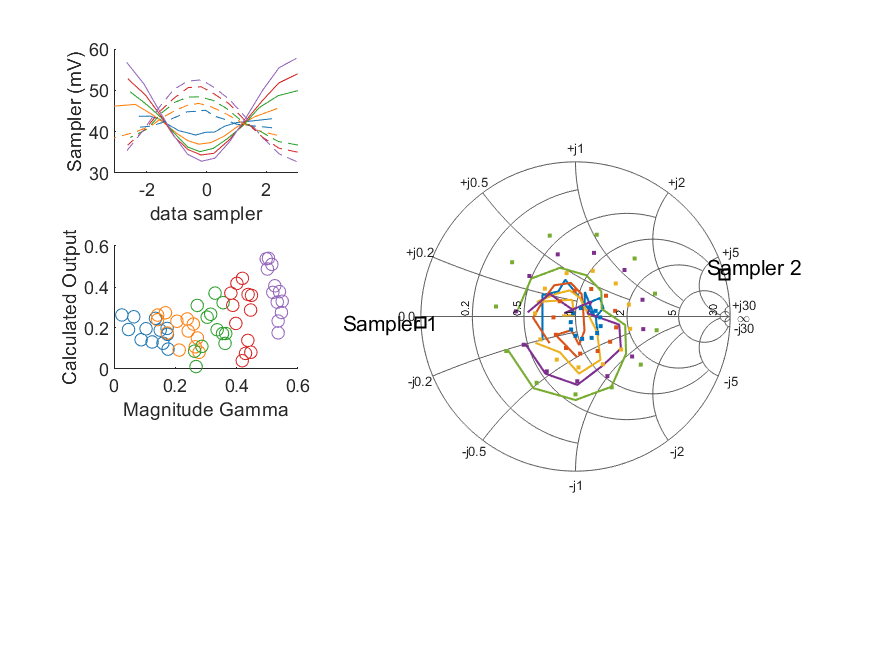 60
50
40
30
Sampler (mV)
-2 0 2
data sampler
0.6
0.4
0.2
0
Calculated Output
0 0.2 0.4 0.6
Magnitude Gamma
+j1
+j0.5 +j2
+j0.2 +j5
Sampler 2
0.2 0.5 1 2 5 30
+j30
∞
-j30
0.0
Sampler 1
-j0.2 -j5
-j0.5 -j2
-j1